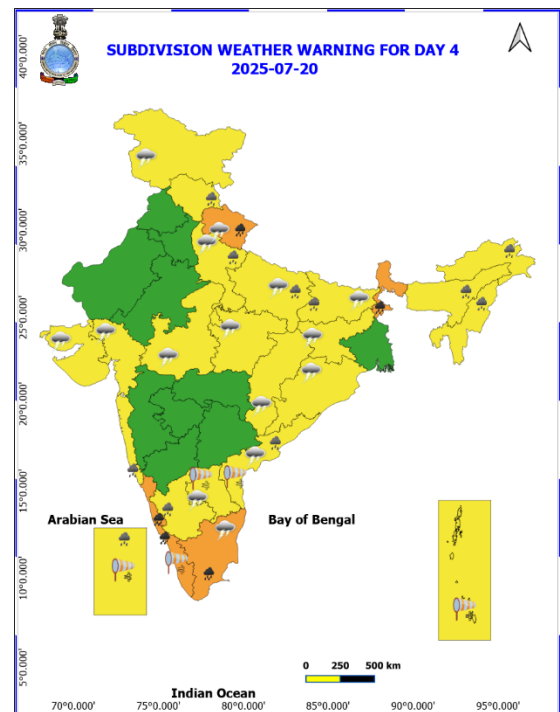 SUBDIVISION WEATHER WARNING FOR DAY 4
2025-07-20
40°0.000'
35°0.000'
30°0.000'
25°0.000'
20°0.000'
15°0.000'
10°0.000'
5°0.000'
Arabian Sea
Bay of Bengal
0 250 500 km
Indian Ocean
70°0.000' 75°0.000' 80°0.000' 85°0.000' 90°0.000' 95°0.000'